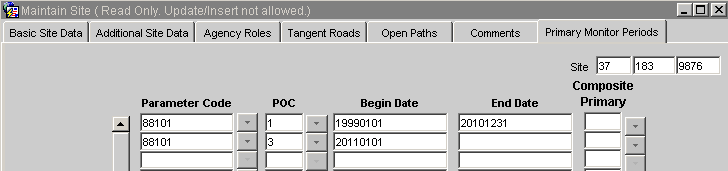 Maintain Site ( Read Only. Update/Insert not allowed.)
Basic Site Data Additional Site Data Agency Roles Tangent Roads Open Paths Comments Primary Monitor Periods
Site 37 183 9876
Parameter Code POC Begin Date End Date Composite Primary
88101 1 19990101 20101231
88101 3 20110101